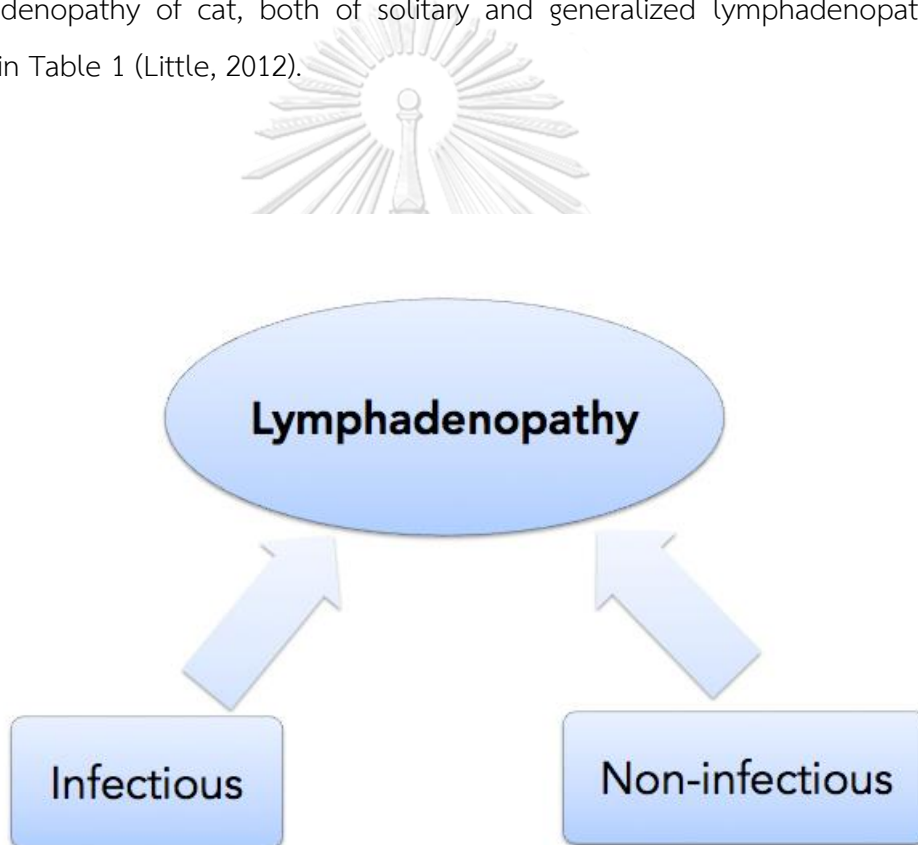 denopathy of cat, both of solitary and generalized lymphadenopat
in Table 1 (Little, 2012).
Lymphadenopathy
Infectious
Non-infectious